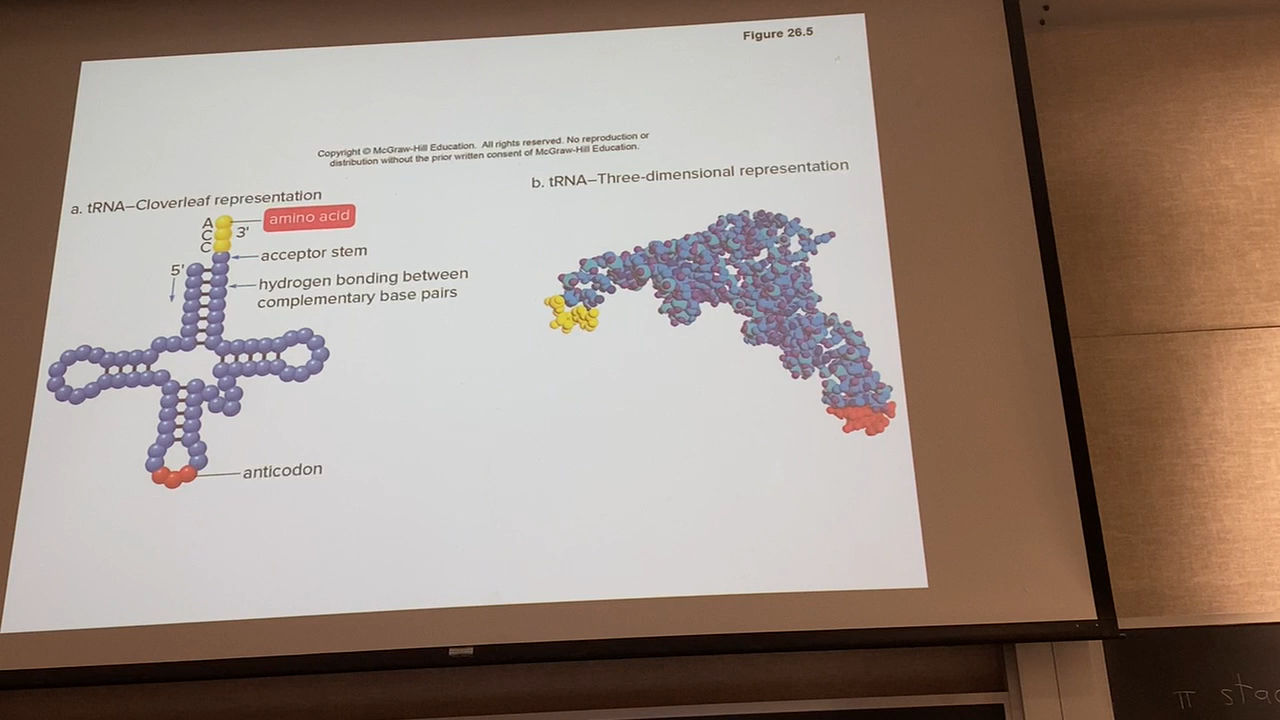 Figure 26.5
Copyright © McGraw-Hill Education. All rights reserved. No reproduction or
distribution without the prior written consent of McGraw-Hill Education.
a. tRNA–Cloverleaf representation
A
C
C
3'
amino acid
acceptor stem
5'
hydrogen bonding between
complementary base pairs
anticodon
b. tRNA–Three-dimensional representation
π